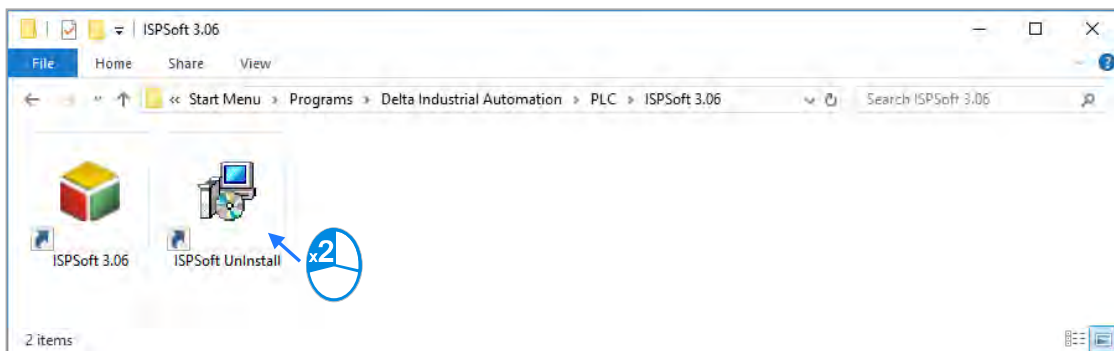 ISPSoft 3.06
File Home Share View
« Start Menu > Programs > Delta Industrial Automation > PLC > ISPSoft 3.06 Search ISPSoft 3.06
x2
ISPSoft 3.06 ISPSoft UnInstall
2 items